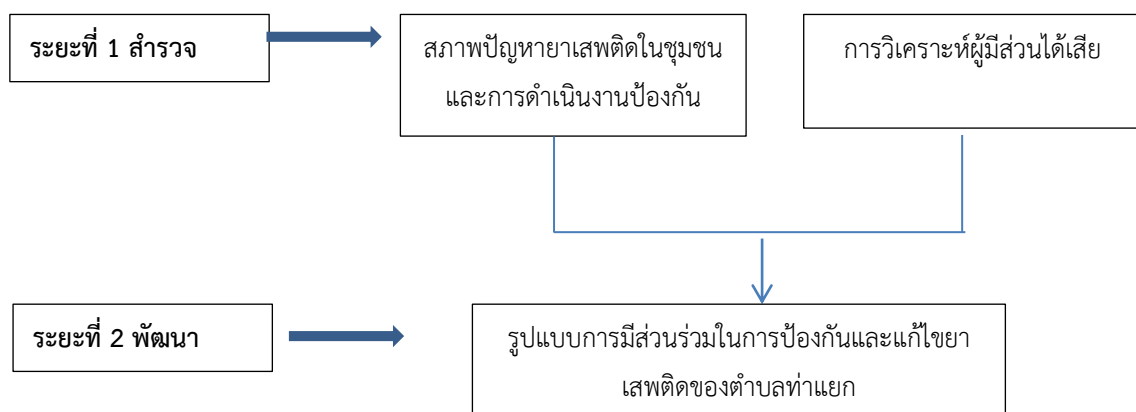 ระยะที่ 1 สำรวจ
สภาพปัญหายาเสพติดในชุมชน
และการดำเนินงานป้องกัน
การวิเคราะห์ผู้มีส่วนได้เสีย
ระยะที่ 2 พัฒนา
รูปแบบการมีส่วนร่วมในการป้องกันและแก้ไขยา
เสพติดของตำบลท่าแยก